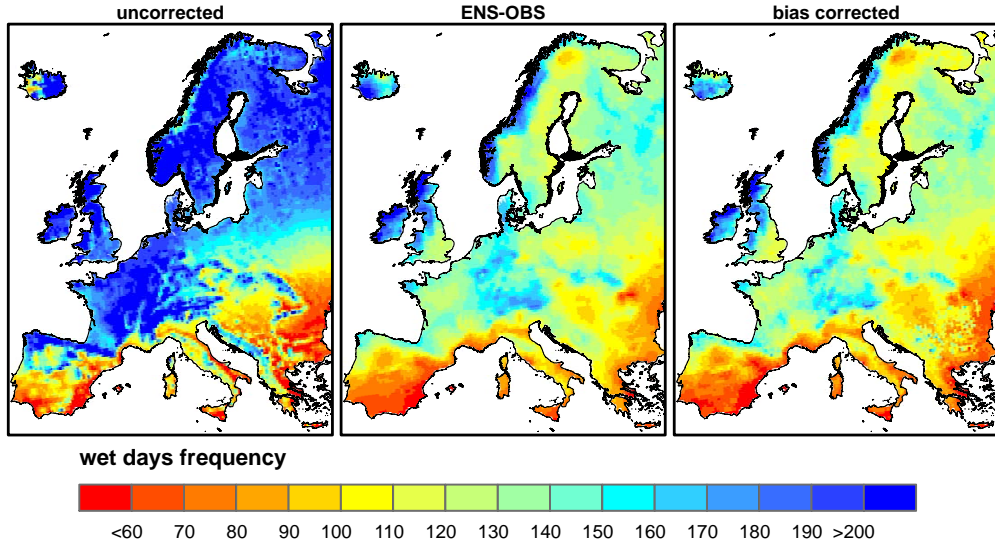 uncorrected ENS-OBS bias corrected
wet days frequency
<60 70 80 90 100 110 120 130 140 150 160 170 180 190 >200